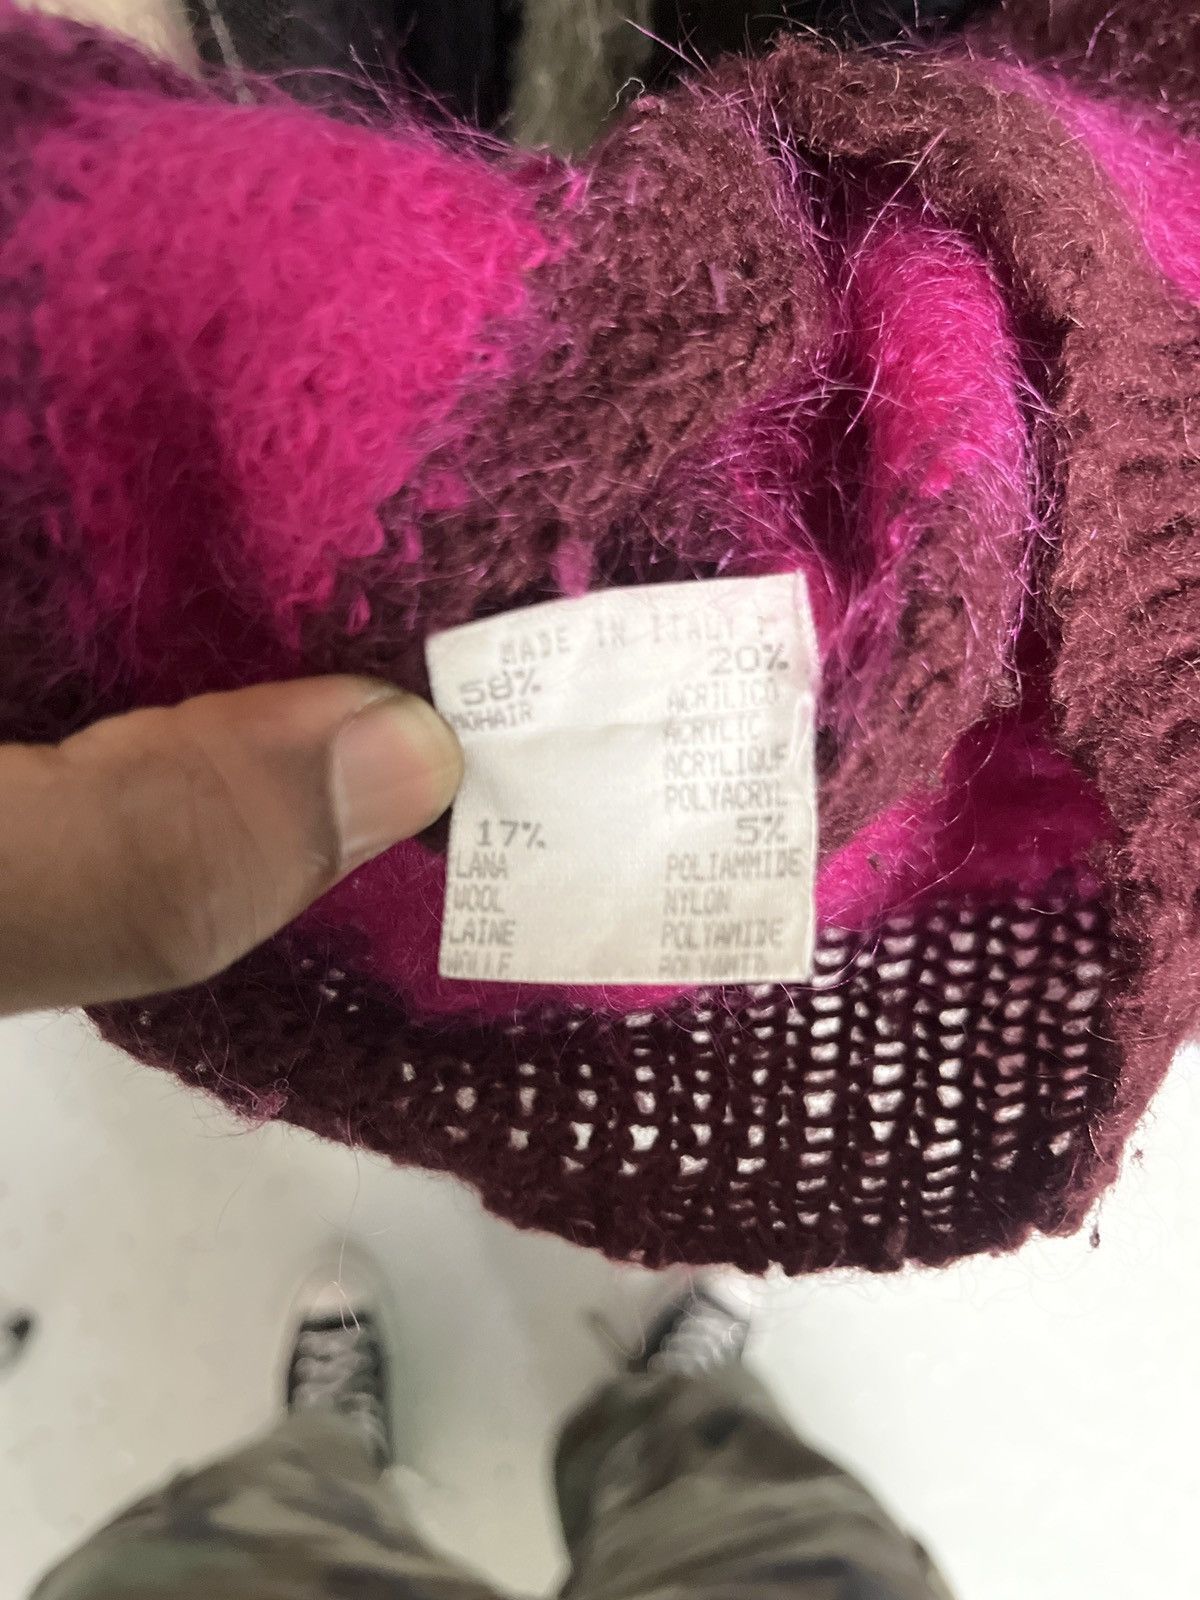 MADE IN ITALY
58%
MOHAIR
20%
ACRILICO
ACRYLIC
ACRYLIQUE
POLYACRYL
17%
LANA
WOOL
LAINE
WOLLE
5%
POLIAMMIDE
NYLON
POLYAMIDE
POLYAMID